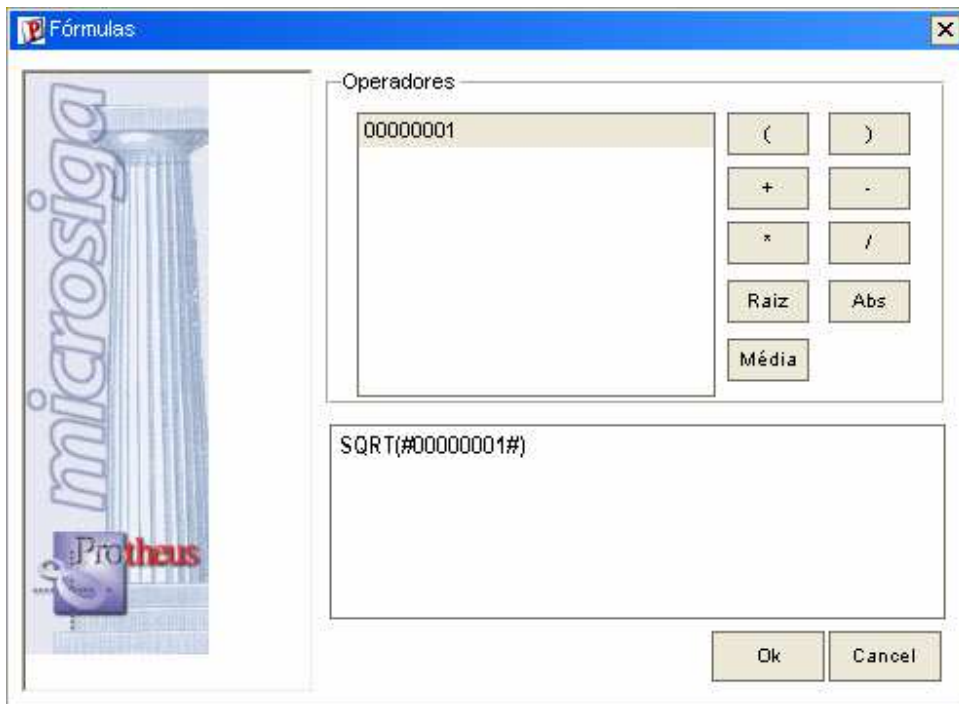 Fórmulas
microsiga
Protheus
Operadores
00000001
( )
+ -
* /
Raiz Abs
Média
SQRT(#00000001#)
Ok Cancel